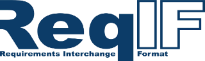 ReqIF
Requirements Interchange Format